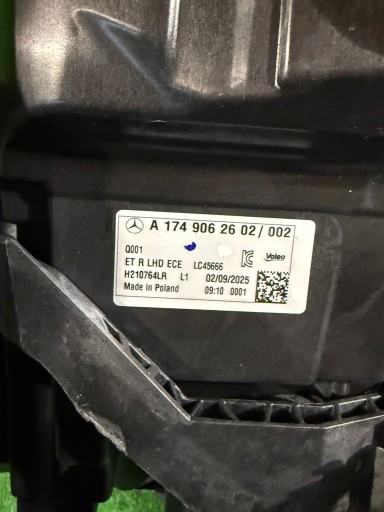 A 174 906 26 02/ 002
Q001
ET R LHD ECE LC45666 Valeo
H210764LR L1 02/09/2025
Made in Poland 09:10 0001